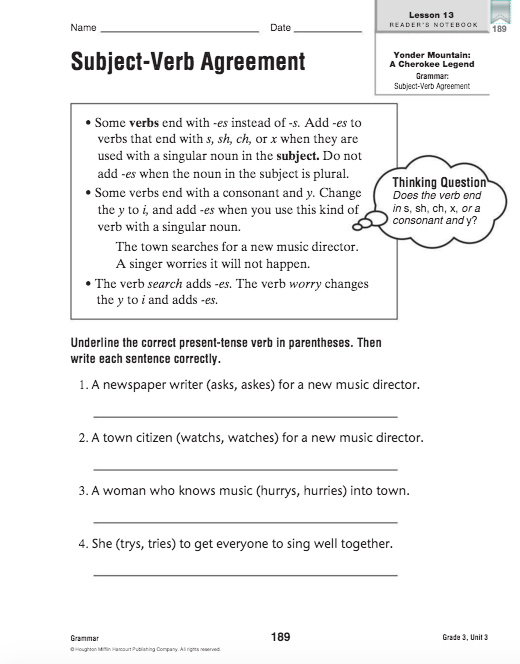 Name
Date
Lesson 13
READER'S NOTEBOOK
189
Subject-Verb Agreement
Yonder Mountain:
A Cherokee Legend
Grammar:
Subject-Verb Agreement
• Some verbs end with -es instead of -s. Add -es to
verbs that end with s, sh, ch, or x when they are
used with a singular noun in the subject. Do not
add -es when the noun in the subject is plural.
• Some verbs end with a consonant and y. Change
the y to i, and add -es when you use this kind of
verb with a singular noun.
The town searches for a new music director.
A singer worries it will not happen.
• The verb search adds -es. The verb worry changes
the y to i and adds -es.
Thinking Question
Does the verb end
in s, sh, ch, x, or a
consonant and y?
Underline the correct present-tense verb in parentheses. Then
write each sentence correctly.
1. A newspaper writer (asks, askes) for a new music director.
2. A town citizen (watchs, watches) for a new music director.
3. A woman who knows music (hurrys, hurries) into town.
4. She (trys, tries) to get everyone to sing well together.
Grammar
189
Grade 3, Unit 3
© Houghton Mifflin Harcourt Publishing Company. All rights reserved.